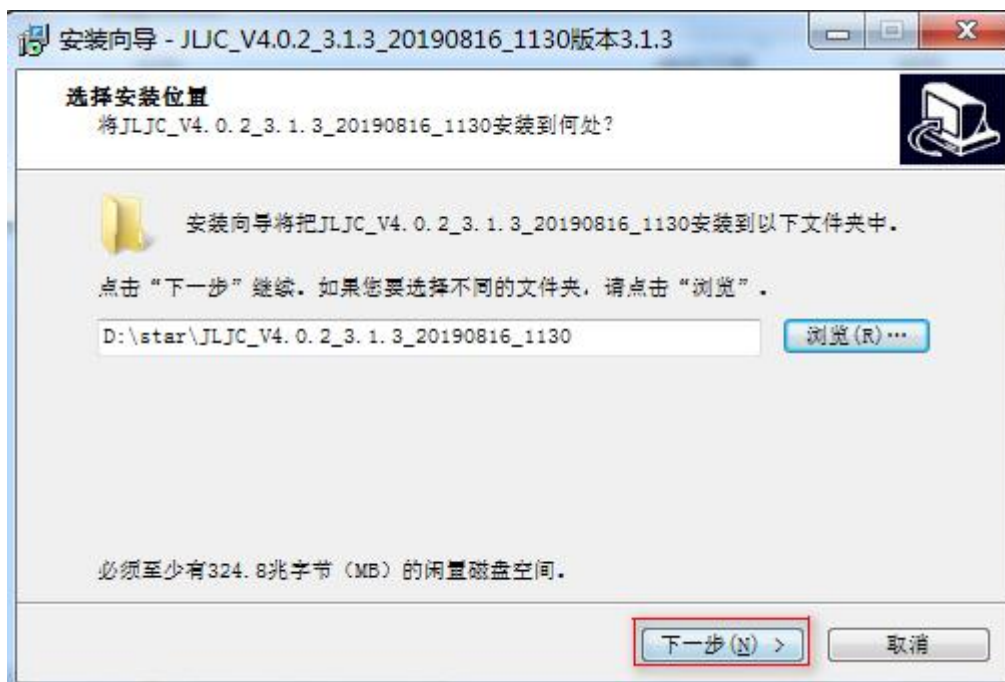 安装向导 - JLJC_V4.0.2_3.1.3_20190816_1130版本3.1.3
选择安装位置
将JLJC_V4.0.2_3.1.3_20190816_1130安装到何处?
安装向导将把JLJC_V4.0.2_3.1.3_20190816_1130安装到以下文件夹中.
点击“下一步”继续.如果您要选择不同的文件夹,请点击“浏览”.
D:\star\JLJC_V4.0.2_3.1.3_20190816_1130
浏览(R)…
必须至少有324.8兆字节(MB)的闲置磁盘空间.
下一步(N) >
取消